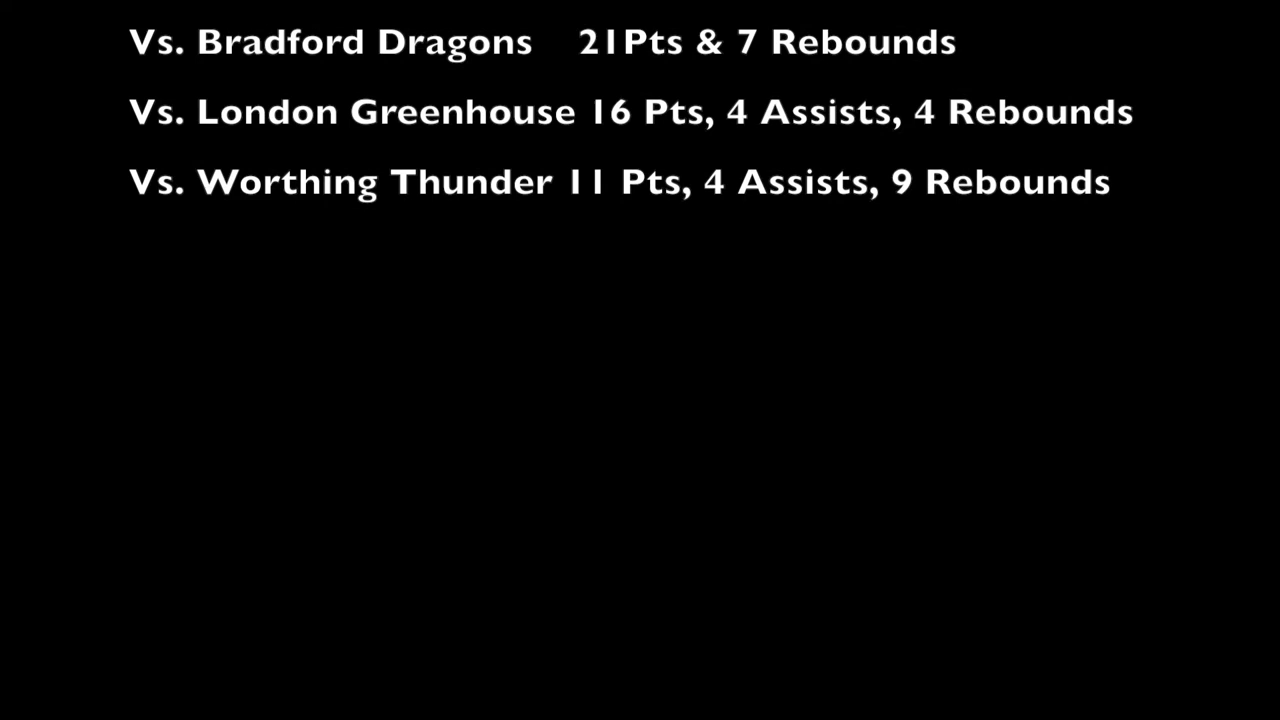 Vs. Bradford Dragons 21Pts & 7 Rebounds
Vs. London Greenhouse 16 Pts, 4 Assists, 4 Rebounds
Vs. Worthing Thunder 11 Pts, 4 Assists, 9 Rebounds